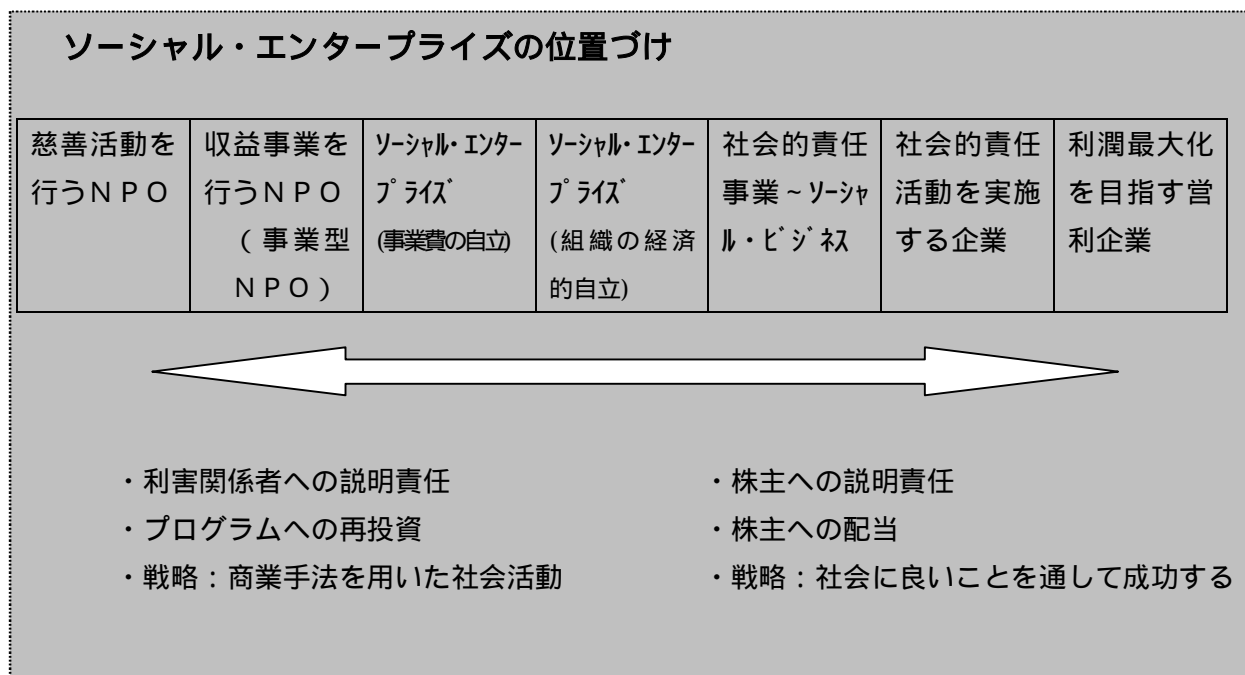 ソーシャル・エンタープライズの位置づけ
慈善活動を
行うＮＰＯ
収益事業を
行うＮＰＯ
（事業型
ＮＰＯ）
ｿｰｼｬﾙ・ｴﾝﾀｰ
ﾌﾟﾗｲｽﾞ
(事業費の自立)
ｿｰｼｬﾙ・ｴﾝﾀｰ
ﾌﾟﾗｲｽﾞ
(組織の経済
的自立)
社会的責任
事業～ｿｰｼｬ
ﾙ・ﾋﾞｼﾞﾈｽ
社会的責任
活動を実施
する企業
利潤最大化
を目指す営
利企業
・利害関係者への説明責任
・プログラムへの再投資
・戦略：商業手法を用いた社会活動
・株主への説明責任
・株主への配当
・戦略：社会に良いことを通して成功する